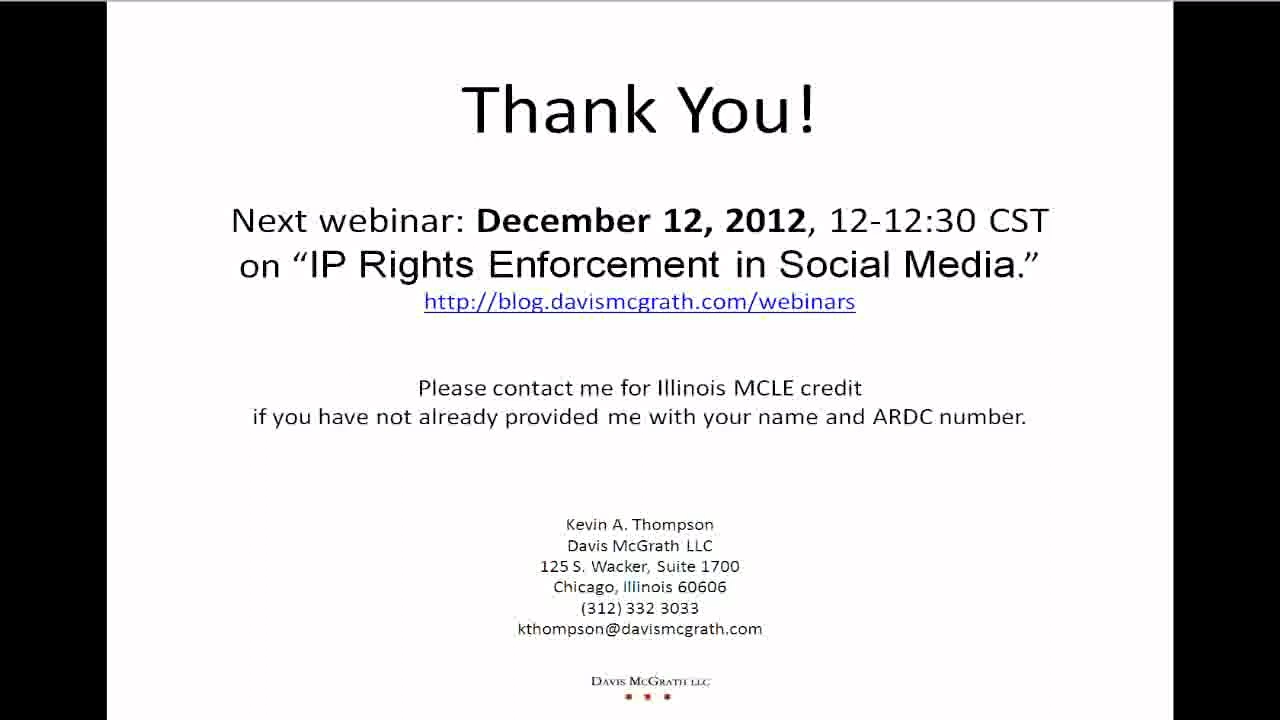 Thank You!
Next webinar: December 12, 2012, 12-12:30 CST
on “IP Rights Enforcement in Social Media.”
http://blog.davismcgrath.com/webinars
Please contact me for Illinois MCLE credit
if you have not already provided me with your name and ARDC number.
Kevin A. Thompson
Davis McGrath LLC
125 S. Wacker, Suite 1700
Chicago, Illinois 60606
(312) 332 3033
kthompson@davismcgrath.com
DAVIS MCGRATH LLC